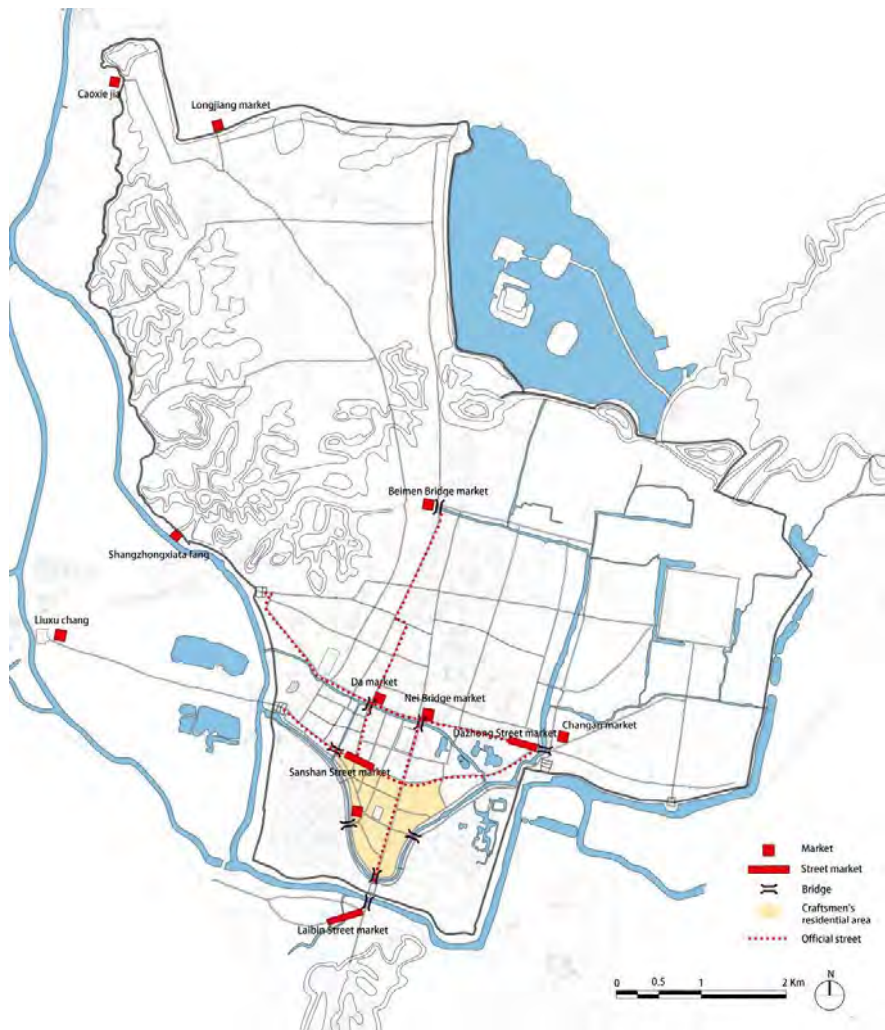 Caoxie jia
Longjiang market
Beimen Bridge market
Shangzhongxiata fang
Liuxu chang
Da market
Nei Bridge market
Dazhong Street market
Changan market
Sanshan Street market
Laibin Street market
Market
Street market
Bridge
Craftsmen's
residential area
Official street
0 0.5 1 2 Km
N